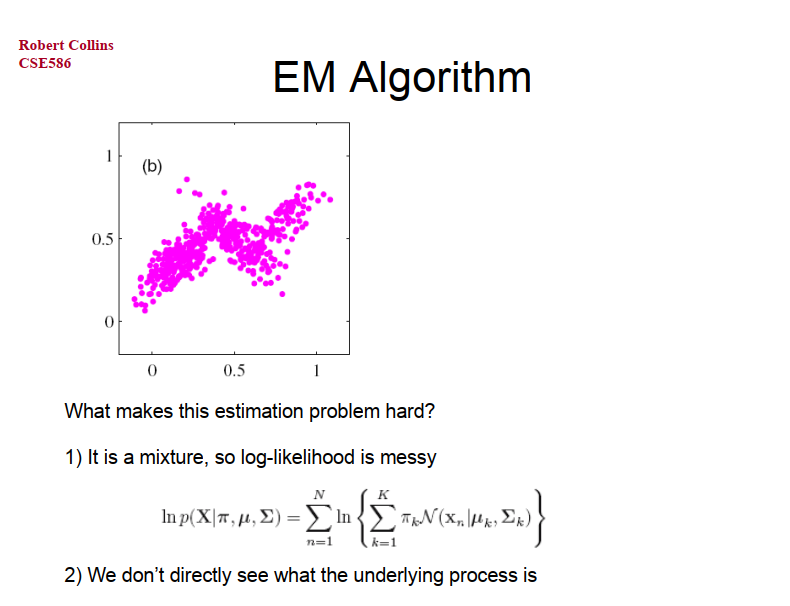 Robert Collins
CSE586
EM Algorithm
(b)
1
0.5
0
0 0.5 1
What makes this estimation problem hard?
1) It is a mixture, so log-likelihood is messy
ln p(X|π, μ, Σ) = ∑_{n=1}^{N} ln { ∑_{k=1}^{K} π_k 𝒩(x_n|μ_k, Σ_k) }
2) We don’t directly see what the underlying process is